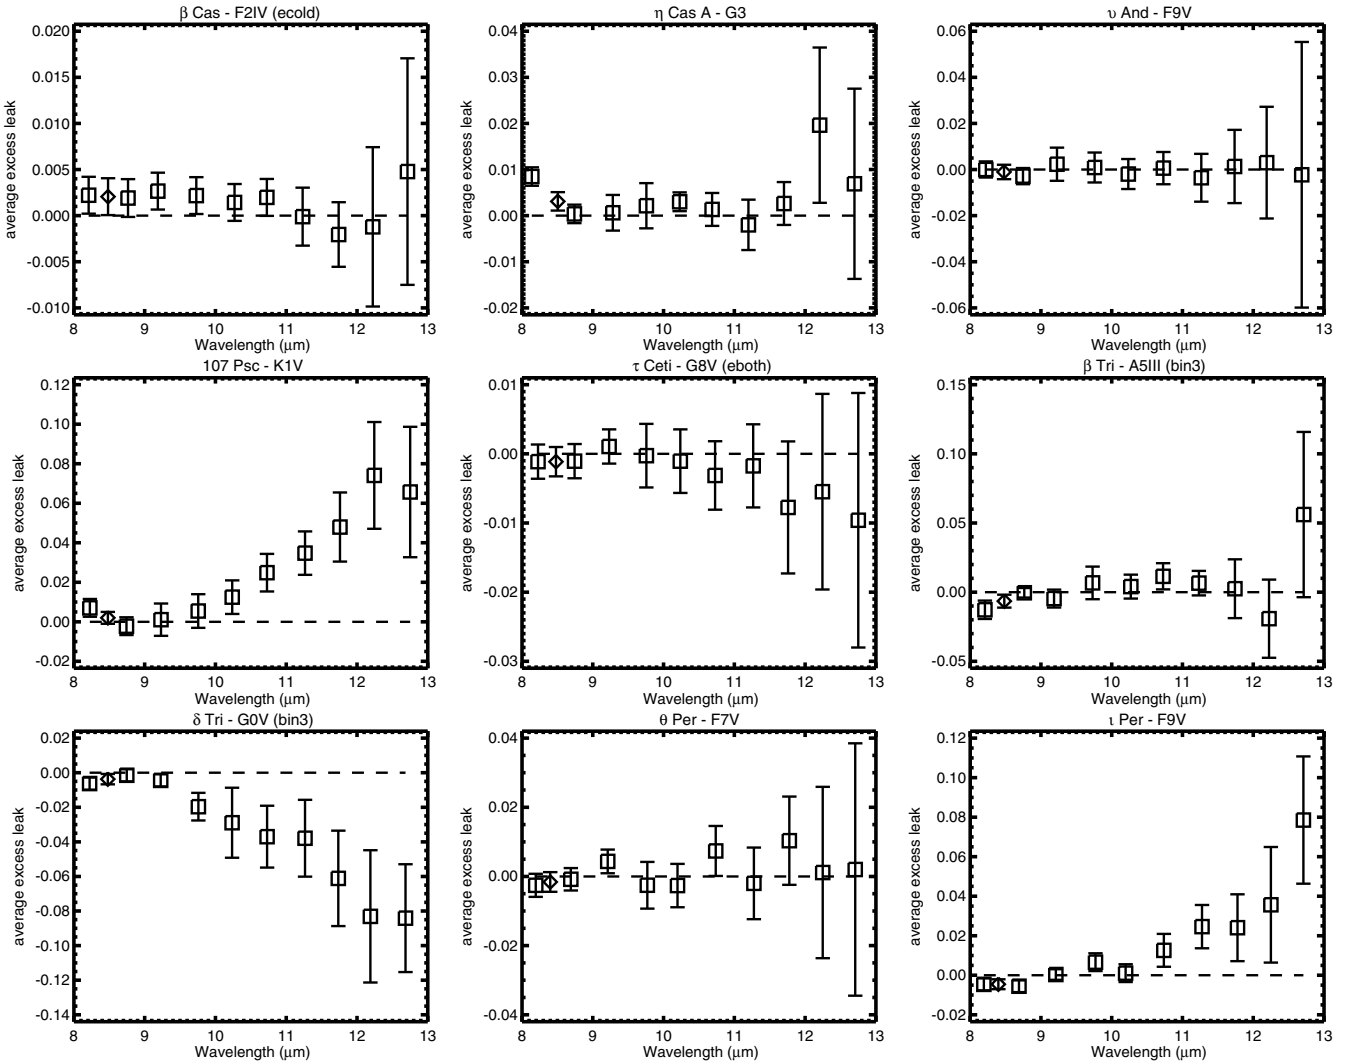 β Cas - F2IV (ecold)
0.020
0.015
0.010
0.005
0.000
-0.005
-0.010
average excess leak
8 9 10 11 12 13
Wavelength (μm)
η Cas A - G3
0.04
0.03
0.02
0.01
0.00
-0.01
-0.02
average excess leak
8 9 10 11 12 13
Wavelength (μm)
υ And - F9V
0.06
0.04
0.02
0.00
-0.02
-0.04
-0.06
average excess leak
8 9 10 11 12 13
Wavelength (μm)
107 Psc - K1V
0.12
0.10
0.08
0.06
0.04
0.02
0.00
-0.02
average excess leak
8 9 10 11 12 13
Wavelength (μm)
τ Ceti - G8V (eboth)
0.01
0.00
-0.01
-0.02
-0.03
average excess leak
8 9 10 11 12 13
Wavelength (μm)
β Tri - A5III (bin3)
0.15
0.10
0.05
0.00
-0.05
average excess leak
8 9 10 11 12 13
Wavelength (μm)
δ Tri - G0V (bin3)
0.02
0.00
-0.02
-0.04
-0.06
-0.08
-0.10
-0.12
-0.14
average excess leak
8 9 10 11 12 13
Wavelength (μm)
θ Per - F7V
0.04
0.02
0.00
-0.02
-0.04
average excess leak
8 9 10 11 12 13
Wavelength (μm)
ι Per - F9V
0.12
0.10
0.08
0.06
0.04
0.02
0.00
-0.02
average excess leak
8 9 10 11 12 13
Wavelength (μm)